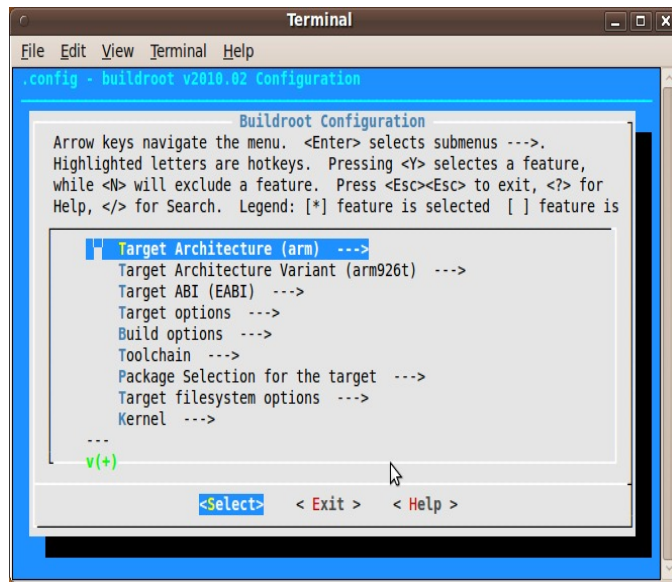 Terminal
File Edit View Terminal Help
.config - buildroot v2010.02 Configuration
Buildroot Configuration
Arrow keys navigate the menu. <Enter> selects submenus --->.
Highlighted letters are hotkeys. Pressing <Y> selectes a feature,
while <N> will exclude a feature. Press <Esc><Esc> to exit, <?> for
Help, </> for Search. Legend: [*] feature is selected [ ] feature is
Target Architecture (arm) --->
Target Architecture Variant (arm926t) --->
Target ABI (EABI) --->
Target options --->
Build options --->
Toolchain --->
Package Selection for the target --->
Target filesystem options --->
Kernel --->
---
v(+)
<Select> < Exit > < Help >